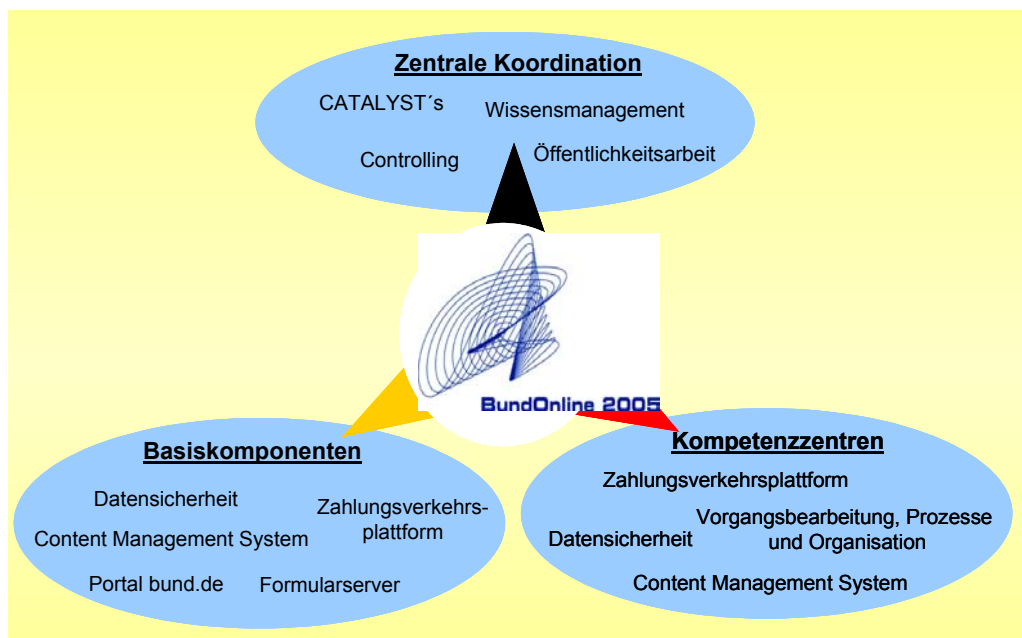 Zentrale Koordination
CATALYST´s
Wissensmanagement
Controlling
Öffentlichkeitsarbeit
BundOnline 2005
Basiskomponenten
Datensicherheit
Zahlungsverkehrs-
plattform
Content Management System
Portal bund.de
Formularserver
Kompetenzzentren
Zahlungsverkehrsplattform
Vorgangsbearbeitung, Prozesse
und Organisation
Datensicherheit
Content Management System